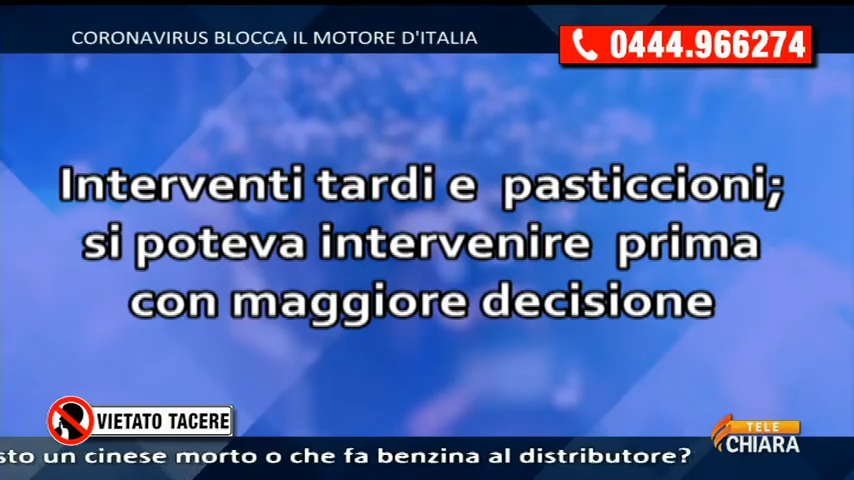 CORONAVIRUS BLOCCA IL MOTORE D'ITALIA
0444.966274
Interventi tardi e pasticcioni;
si poteva intervenire prima
con maggiore decisione
VIETATO TACERE
TELE
CHIARA
sto un cinese morto o che fa benzina al distributore?